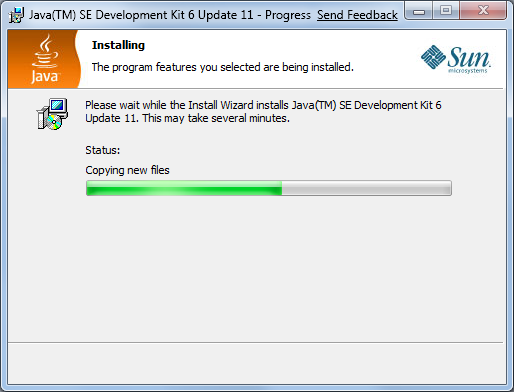 Java(TM) SE Development Kit 6 Update 11 - Progress Send Feedback
Installing
The program features you selected are being installed.
Java™
Sun
microsystems
Please wait while the Install Wizard installs Java(TM) SE Development Kit 6
Update 11. This may take several minutes.
Status:
Copying new files